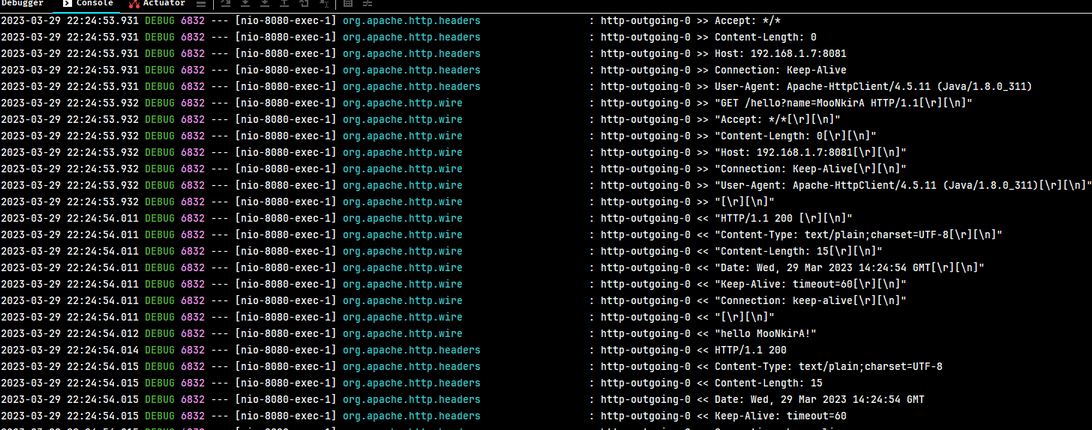 Debugger Console Actuator
2023-03-29 22:24:53.931 DEBUG 6832 --- [nio-8080-exec-1] org.apache.http.headers : http-outgoing-0 >> Accept: */*
2023-03-29 22:24:53.931 DEBUG 6832 --- [nio-8080-exec-1] org.apache.http.headers : http-outgoing-0 >> Content-Length: 0
2023-03-29 22:24:53.931 DEBUG 6832 --- [nio-8080-exec-1] org.apache.http.headers : http-outgoing-0 >> Host: 192.168.1.7:8081
2023-03-29 22:24:53.931 DEBUG 6832 --- [nio-8080-exec-1] org.apache.http.headers : http-outgoing-0 >> Connection: Keep-Alive
2023-03-29 22:24:53.931 DEBUG 6832 --- [nio-8080-exec-1] org.apache.http.headers : http-outgoing-0 >> User-Agent: Apache-HttpClient/4.5.11 (Java/1.8.0_311)
2023-03-29 22:24:53.932 DEBUG 6832 --- [nio-8080-exec-1] org.apache.http.wire : http-outgoing-0 >> "GET /hello?name=MooNkirA HTTP/1.1[\r][\n]"
2023-03-29 22:24:53.932 DEBUG 6832 --- [nio-8080-exec-1] org.apache.http.wire : http-outgoing-0 >> "Accept: */*[\r][\n]"
2023-03-29 22:24:53.932 DEBUG 6832 --- [nio-8080-exec-1] org.apache.http.wire : http-outgoing-0 >> "Content-Length: 0[\r][\n]"
2023-03-29 22:24:53.932 DEBUG 6832 --- [nio-8080-exec-1] org.apache.http.wire : http-outgoing-0 >> "Host: 192.168.1.7:8081[\r][\n]"
2023-03-29 22:24:53.932 DEBUG 6832 --- [nio-8080-exec-1] org.apache.http.wire : http-outgoing-0 >> "Connection: Keep-Alive[\r][\n]"
2023-03-29 22:24:53.932 DEBUG 6832 --- [nio-8080-exec-1] org.apache.http.wire : http-outgoing-0 >> "User-Agent: Apache-HttpClient/4.5.11 (Java/1.8.0_311)[\r][\n]"
2023-03-29 22:24:53.932 DEBUG 6832 --- [nio-8080-exec-1] org.apache.http.wire : http-outgoing-0 >> "[\r][\n]"
2023-03-29 22:24:54.011 DEBUG 6832 --- [nio-8080-exec-1] org.apache.http.wire : http-outgoing-0 << "HTTP/1.1 200 [\r][\n]"
2023-03-29 22:24:54.011 DEBUG 6832 --- [nio-8080-exec-1] org.apache.http.wire : http-outgoing-0 << "Content-Type: text/plain;charset=UTF-8[\r][\n]"
2023-03-29 22:24:54.011 DEBUG 6832 --- [nio-8080-exec-1] org.apache.http.wire : http-outgoing-0 << "Content-Length: 15[\r][\n]"
2023-03-29 22:24:54.011 DEBUG 6832 --- [nio-8080-exec-1] org.apache.http.wire : http-outgoing-0 << "Date: Wed, 29 Mar 2023 14:24:54 GMT[\r][\n]"
2023-03-29 22:24:54.011 DEBUG 6832 --- [nio-8080-exec-1] org.apache.http.wire : http-outgoing-0 << "Keep-Alive: timeout=60[\r][\n]"
2023-03-29 22:24:54.011 DEBUG 6832 --- [nio-8080-exec-1] org.apache.http.wire : http-outgoing-0 << "Connection: keep-alive[\r][\n]"
2023-03-29 22:24:54.011 DEBUG 6832 --- [nio-8080-exec-1] org.apache.http.wire : http-outgoing-0 << "[\r][\n]"
2023-03-29 22:24:54.012 DEBUG 6832 --- [nio-8080-exec-1] org.apache.http.wire : http-outgoing-0 << "hello MooNkirA!"
2023-03-29 22:24:54.014 DEBUG 6832 --- [nio-8080-exec-1] org.apache.http.headers : http-outgoing-0 << HTTP/1.1 200
2023-03-29 22:24:54.015 DEBUG 6832 --- [nio-8080-exec-1] org.apache.http.headers : http-outgoing-0 << Content-Type: text/plain;charset=UTF-8
2023-03-29 22:24:54.015 DEBUG 6832 --- [nio-8080-exec-1] org.apache.http.headers : http-outgoing-0 << Content-Length: 15
2023-03-29 22:24:54.015 DEBUG 6832 --- [nio-8080-exec-1] org.apache.http.headers : http-outgoing-0 << Date: Wed, 29 Mar 2023 14:24:54 GMT
2023-03-29 22:24:54.015 DEBUG 6832 --- [nio-8080-exec-1] org.apache.http.headers : http-outgoing-0 << Keep-Alive: timeout=60